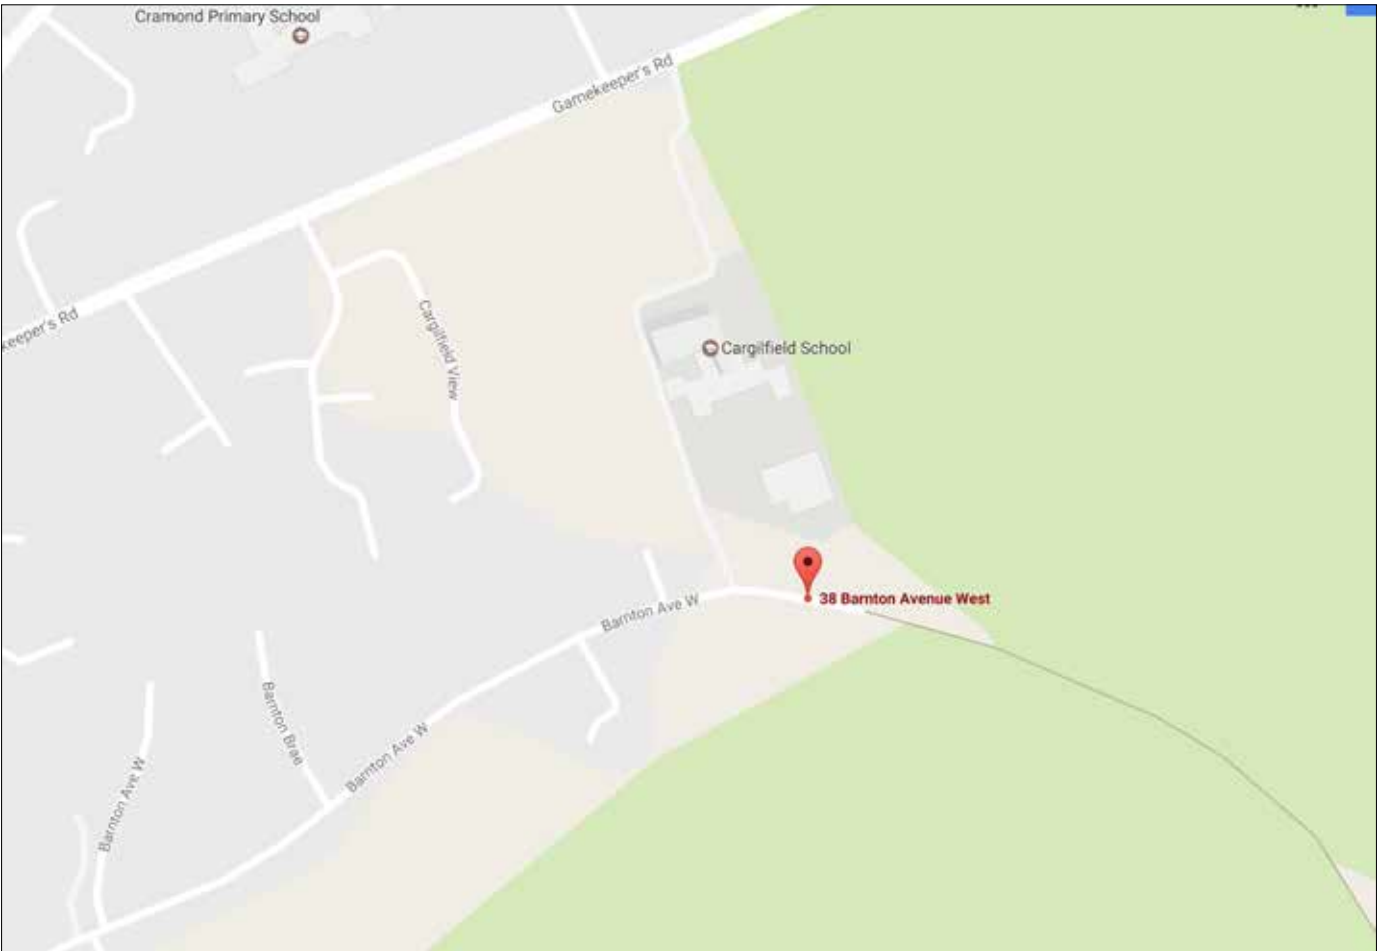 Cramond Primary School
Gamekeeper's Rd
keeper's Rd
Cargilfield View
Cargilfield School
38 Barnton Avenue West
Barnton Ave W
Barnton Brae
Barnton Ave W
Barnton Ave W